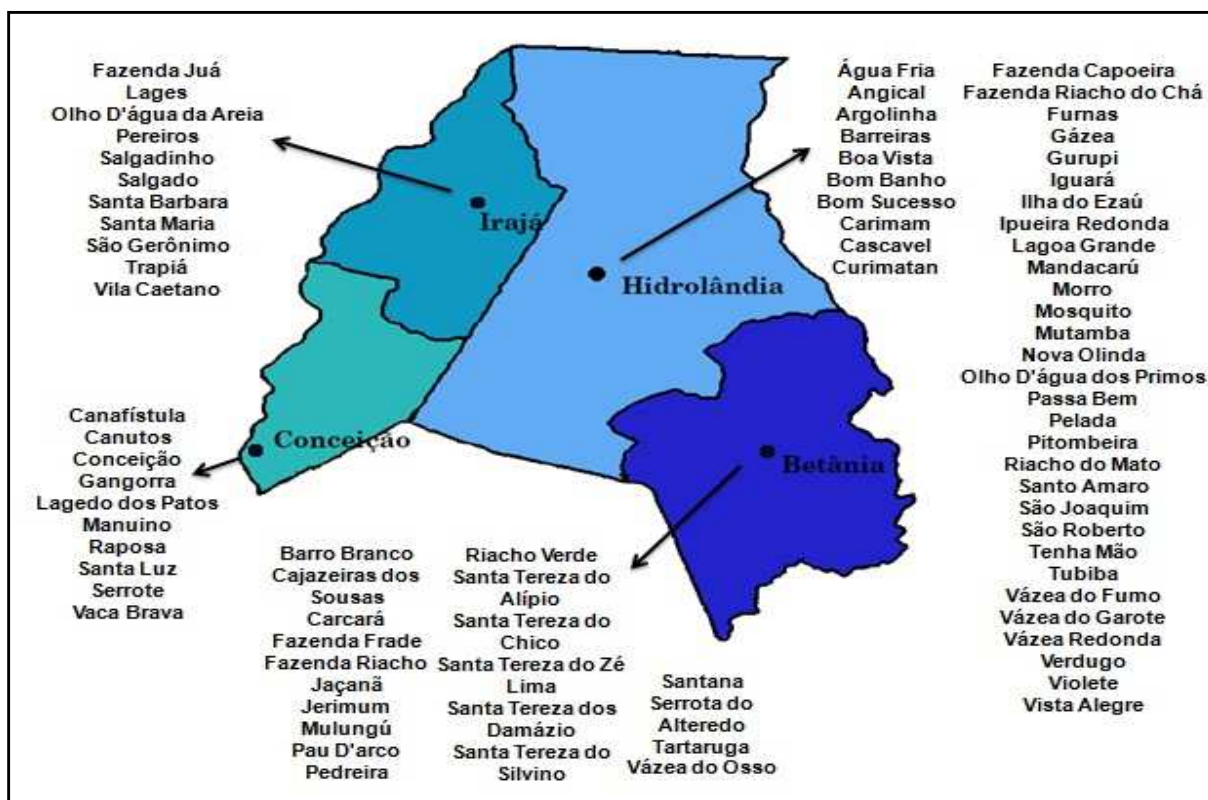 Fazenda Juá
Lages
Olho D'água da Areia
Pereiros
Salgadinho
Salgado
Santa Barbara
Santa Maria
São Gerônimo
Trapiá
Vila Caetano
Irajá
Hidrolândia
Água Fria
Angical
Argolinha
Barreiras
Boa Vista
Bom Banho
Bom Sucesso
Carimam
Cascavel
Curimatan
Fazenda Capoeira
Fazenda Riacho do Chá
Furnas
Gázea
Gurupi
Iguará
Ilha do Ezaú
Ipueira Redonda
Lagoa Grande
Mandacarú
Morro
Mosquito
Mutamba
Nova Olinda
Olho D'água dos Primos
Passa Bem
Pelada
Pitombeira
Riacho do Mato
Santo Amaro
São Joaquim
São Roberto
Tenha Mão
Tubiba
Vázea do Fumo
Vázea do Garote
Vázea Redonda
Verdugo
Violete
Vista Alegre
Conceição
Betânia
Canafístula
Canutos
Conceição
Gangorra
Lagedo dos Patos
Manuino
Raposa
Santa Luz
Serrote
Vaca Brava
Barro Branco
Cajazeiras dos
Sousas
Carcará
Fazenda Frade
Fazenda Riacho
Jaçanã
Jerimum
Mulungú
Pau D'arco
Pedreira
Riacho Verde
Santa Tereza do
Alípio
Santa Tereza do
Chico
Santa Tereza do Zé
Lima
Santa Tereza dos
Damázio
Santa Tereza do
Silvino
Santana
Serrota do
Alteredo
Tartaruga
Vázea do Osso